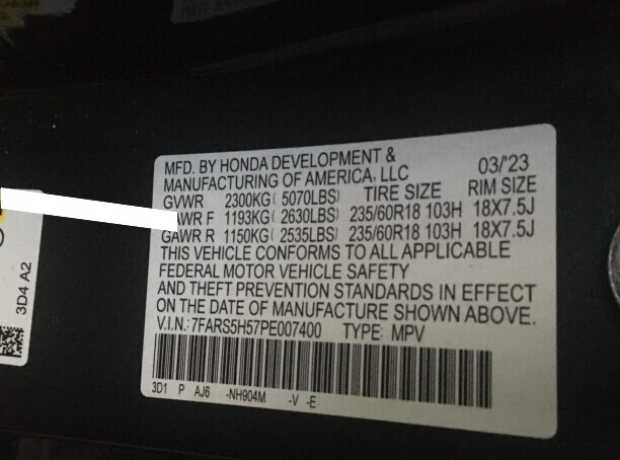 MFD. BY HONDA DEVELOPMENT &
MANUFACTURING OF AMERICA, LLC 03/'23
GVWR 2300KG( 5070LBS) TIRE SIZE RIM SIZE
AWR F 1193KG( 2630LBS) 235/60R18 103H 18X7.5J
GAWR R 1150KG( 2535LBS) 235/60R18 103H 18X7.5J
THIS VEHICLE CONFORMS TO ALL APPLICABLE
FEDERAL MOTOR VEHICLE SAFETY
AND THEFT PREVENTION STANDARDS IN EFFECT
ON THE DATE OF MANUFACTURE SHOWN ABOVE.
V.I.N.: 7FARS5H57PE007400 TYPE: MPV
3D1 P AJ6 -NH904M -V -E
3D4 A2